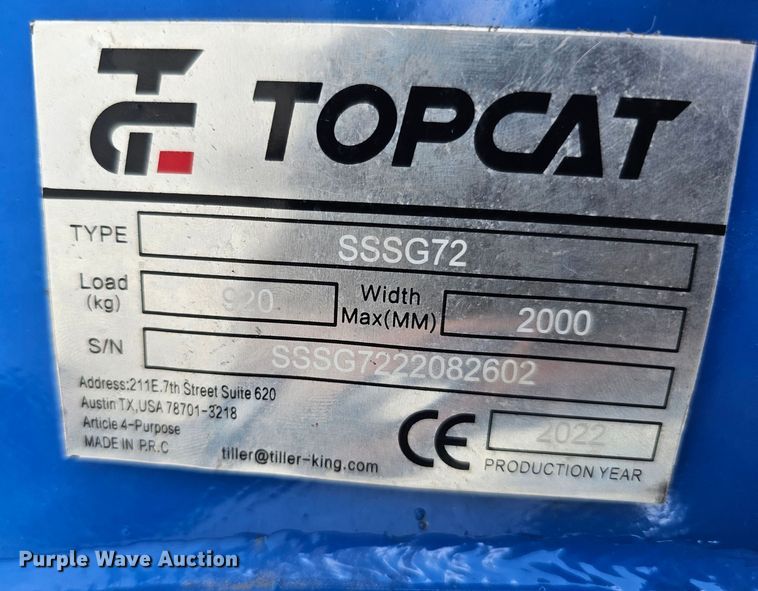 TOPCAT
TYPE SSSG72
Load (kg) 920 Width Max(MM) 2000
S/N SSSG7222082602
Address:211E.7th Street Suite 620
Austin TX,USA 78701-3218
Article 4-Purpose
MADE IN P.R.C
tiller@tiller-king.com
CE 2022
PRODUCTION YEAR
Purple Wave Auction